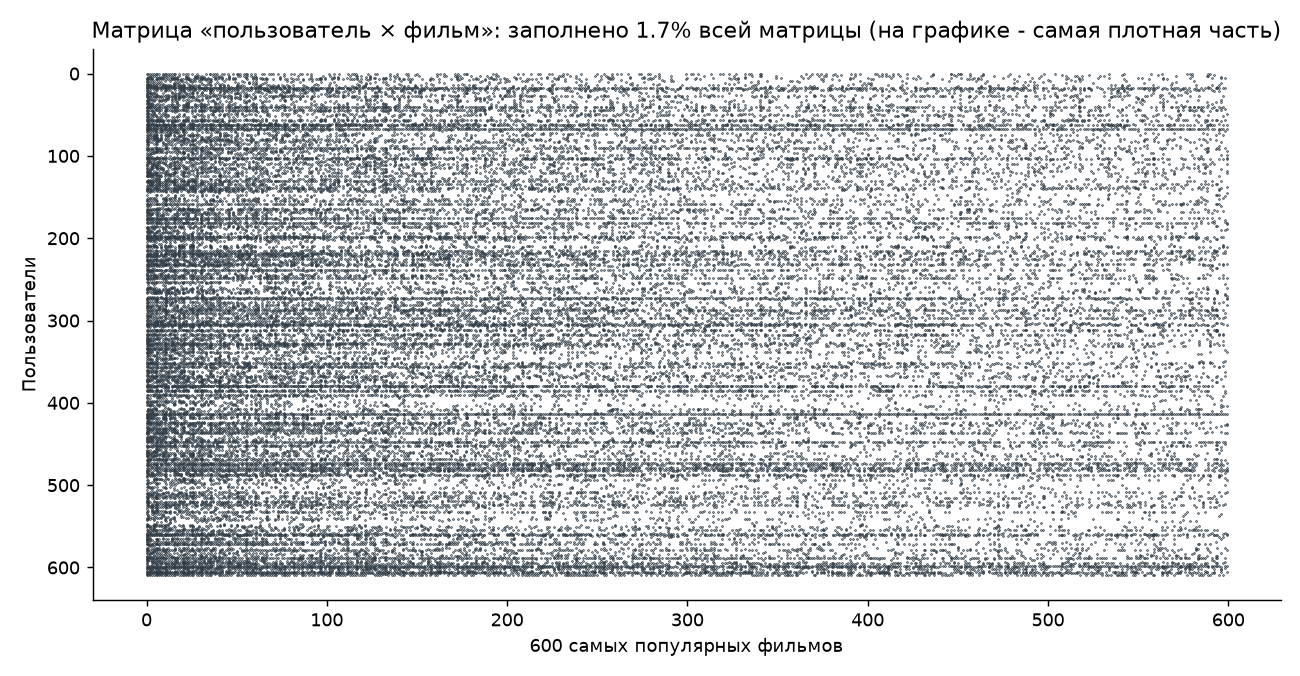 Матрица «пользователь × фильм»: заполнено 1.7% всей матрицы (на графике - самая плотная часть)
0
100
200
300
400
500
600
Пользователи
0 100 200 300 400 500 600
600 самых популярных фильмов